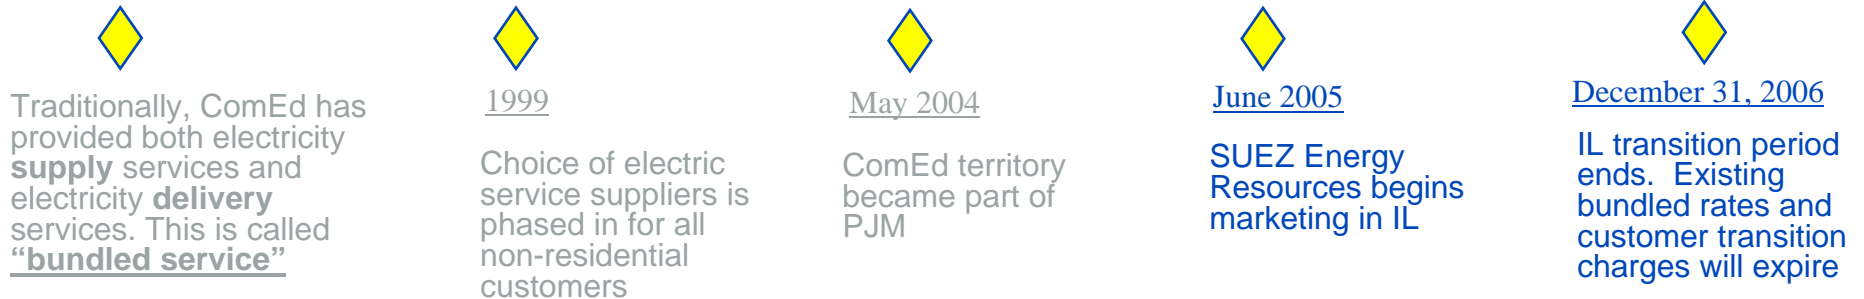 Traditionally, ComEd has
provided both electricity
supply services and
electricity delivery
services. This is called
“bundled service”
1999
Choice of electric
service suppliers is
phased in for all
non-residential
customers
May 2004
ComEd territory
became part of
PJM
June 2005
SUEZ Energy
Resources begins
marketing in IL
December 31, 2006
IL transition period
ends. Existing
bundled rates and
customer transition
charges will expire